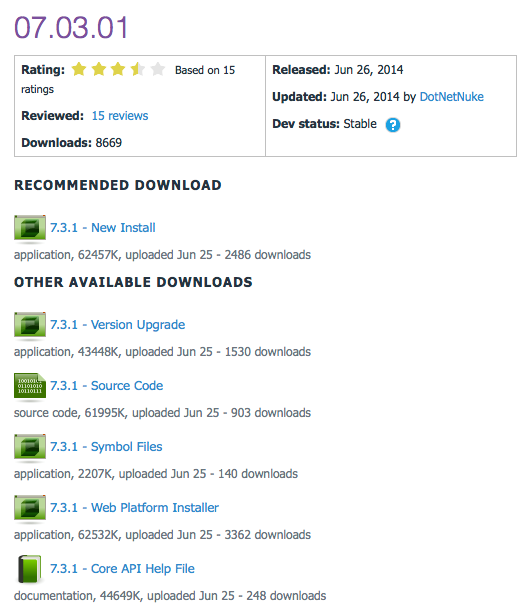 07.03.01
Rating: Based on 15
ratings
Reviewed: 15 reviews
Downloads: 8669
Released: Jun 26, 2014
Updated: Jun 26, 2014 by DotNetNuke
Dev status: Stable ?
RECOMMENDED DOWNLOAD
7.3.1 - New Install
application, 62457K, uploaded Jun 25 - 2486 downloads
OTHER AVAILABLE DOWNLOADS
7.3.1 - Version Upgrade
application, 43448K, uploaded Jun 25 - 1530 downloads
7.3.1 - Source Code
source code, 61995K, uploaded Jun 25 - 903 downloads
7.3.1 - Symbol Files
application, 2207K, uploaded Jun 25 - 140 downloads
7.3.1 - Web Platform Installer
application, 62532K, uploaded Jun 25 - 3362 downloads
7.3.1 - Core API Help File
documentation, 44649K, uploaded Jun 25 - 248 downloads